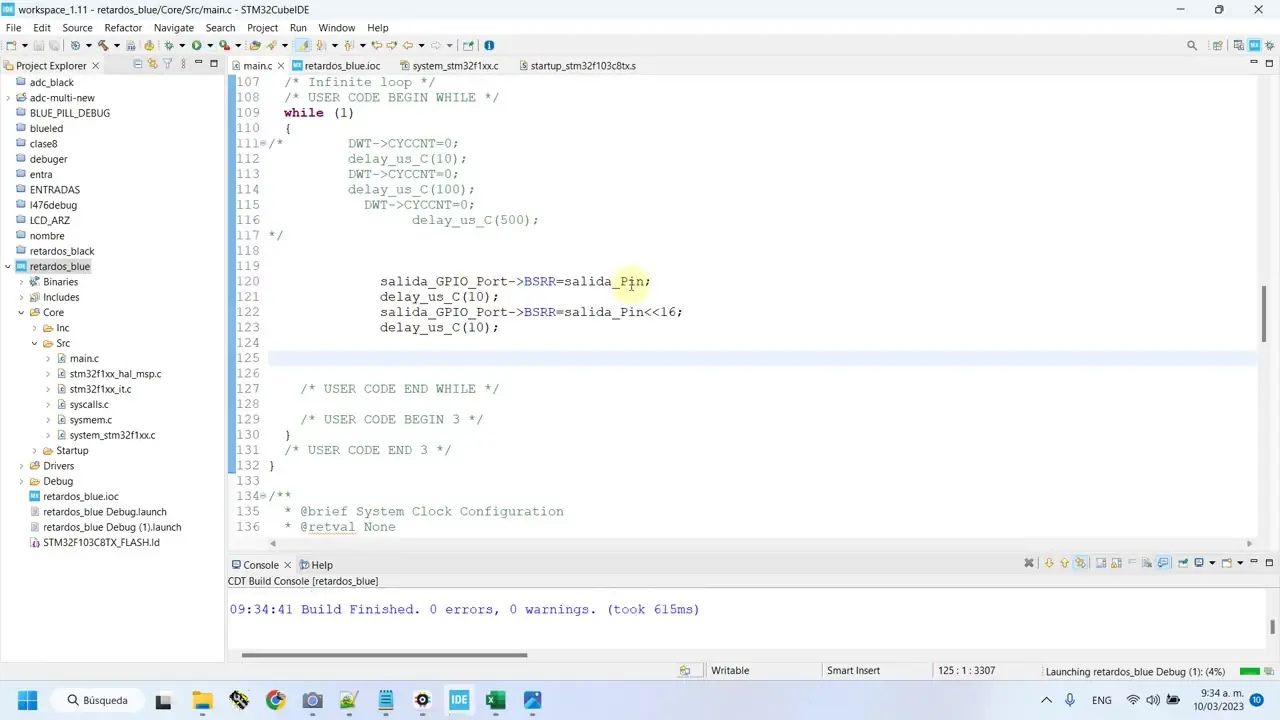 workspace_1.11 - retardos_blue/Core/Src/main.c - STM32CubeIDE
File Edit Source Refactor Navigate Search Project Run Window Help
Project Explorer
main.c retardos_blue.ioc system_stm32f1xx.c startup_stm32f103c8tx.s
adc_black
adc-multi-new
BLUE_PILL_DEBUG
blueled
clase8
debuger
entra
ENTRADAS
l476debug
LCD_ARZ
nombre
retardos_black
retardos_blue
Binaries
Includes
Core
Inc
Src
main.c
stm32f1xx_hal_msp.c
stm32f1xx_it.c
syscalls.c
sysmem.c
system_stm32f1xx.c
Startup
Drivers
Debug
retardos_blue.ioc
retardos_blue Debug.launch
retardos_blue Debug (1).launch
STM32F103C8TX_FLASH.ld
107 /* Infinite loop */
108 /* USER CODE BEGIN WHILE */
109 while (1)
110 {
111 /* DWT->CYCCNT=0;
112 delay_us_C(10);
113 DWT->CYCCNT=0;
114 delay_us_C(100);
115 DWT->CYCCNT=0;
116 delay_us_C(500);
117 */
118
119
120 salida_GPIO_Port->BSRR=salida_Pin;
121 delay_us_C(10);
122 salida_GPIO_Port->BSRR=salida_Pin<<16;
123 delay_us_C(10);
124
125
126
127 /* USER CODE END WHILE */
128
129 /* USER CODE BEGIN 3 */
130 }
131 /* USER CODE END 3 */
132 }
133
134 /**
135 * @brief System Clock Configuration
136 * @retval None
Console Help
CDT Build Console [retardos_blue]
09:34:41 Build Finished. 0 errors, 0 warnings. (took 615ms)
Writable Smart Insert 125 : 1 : 3307 Launching retardos_blue Debug (1): (4%)
Búsqueda
IDE
ENG
9:34 a. m.
10/03/2023
10